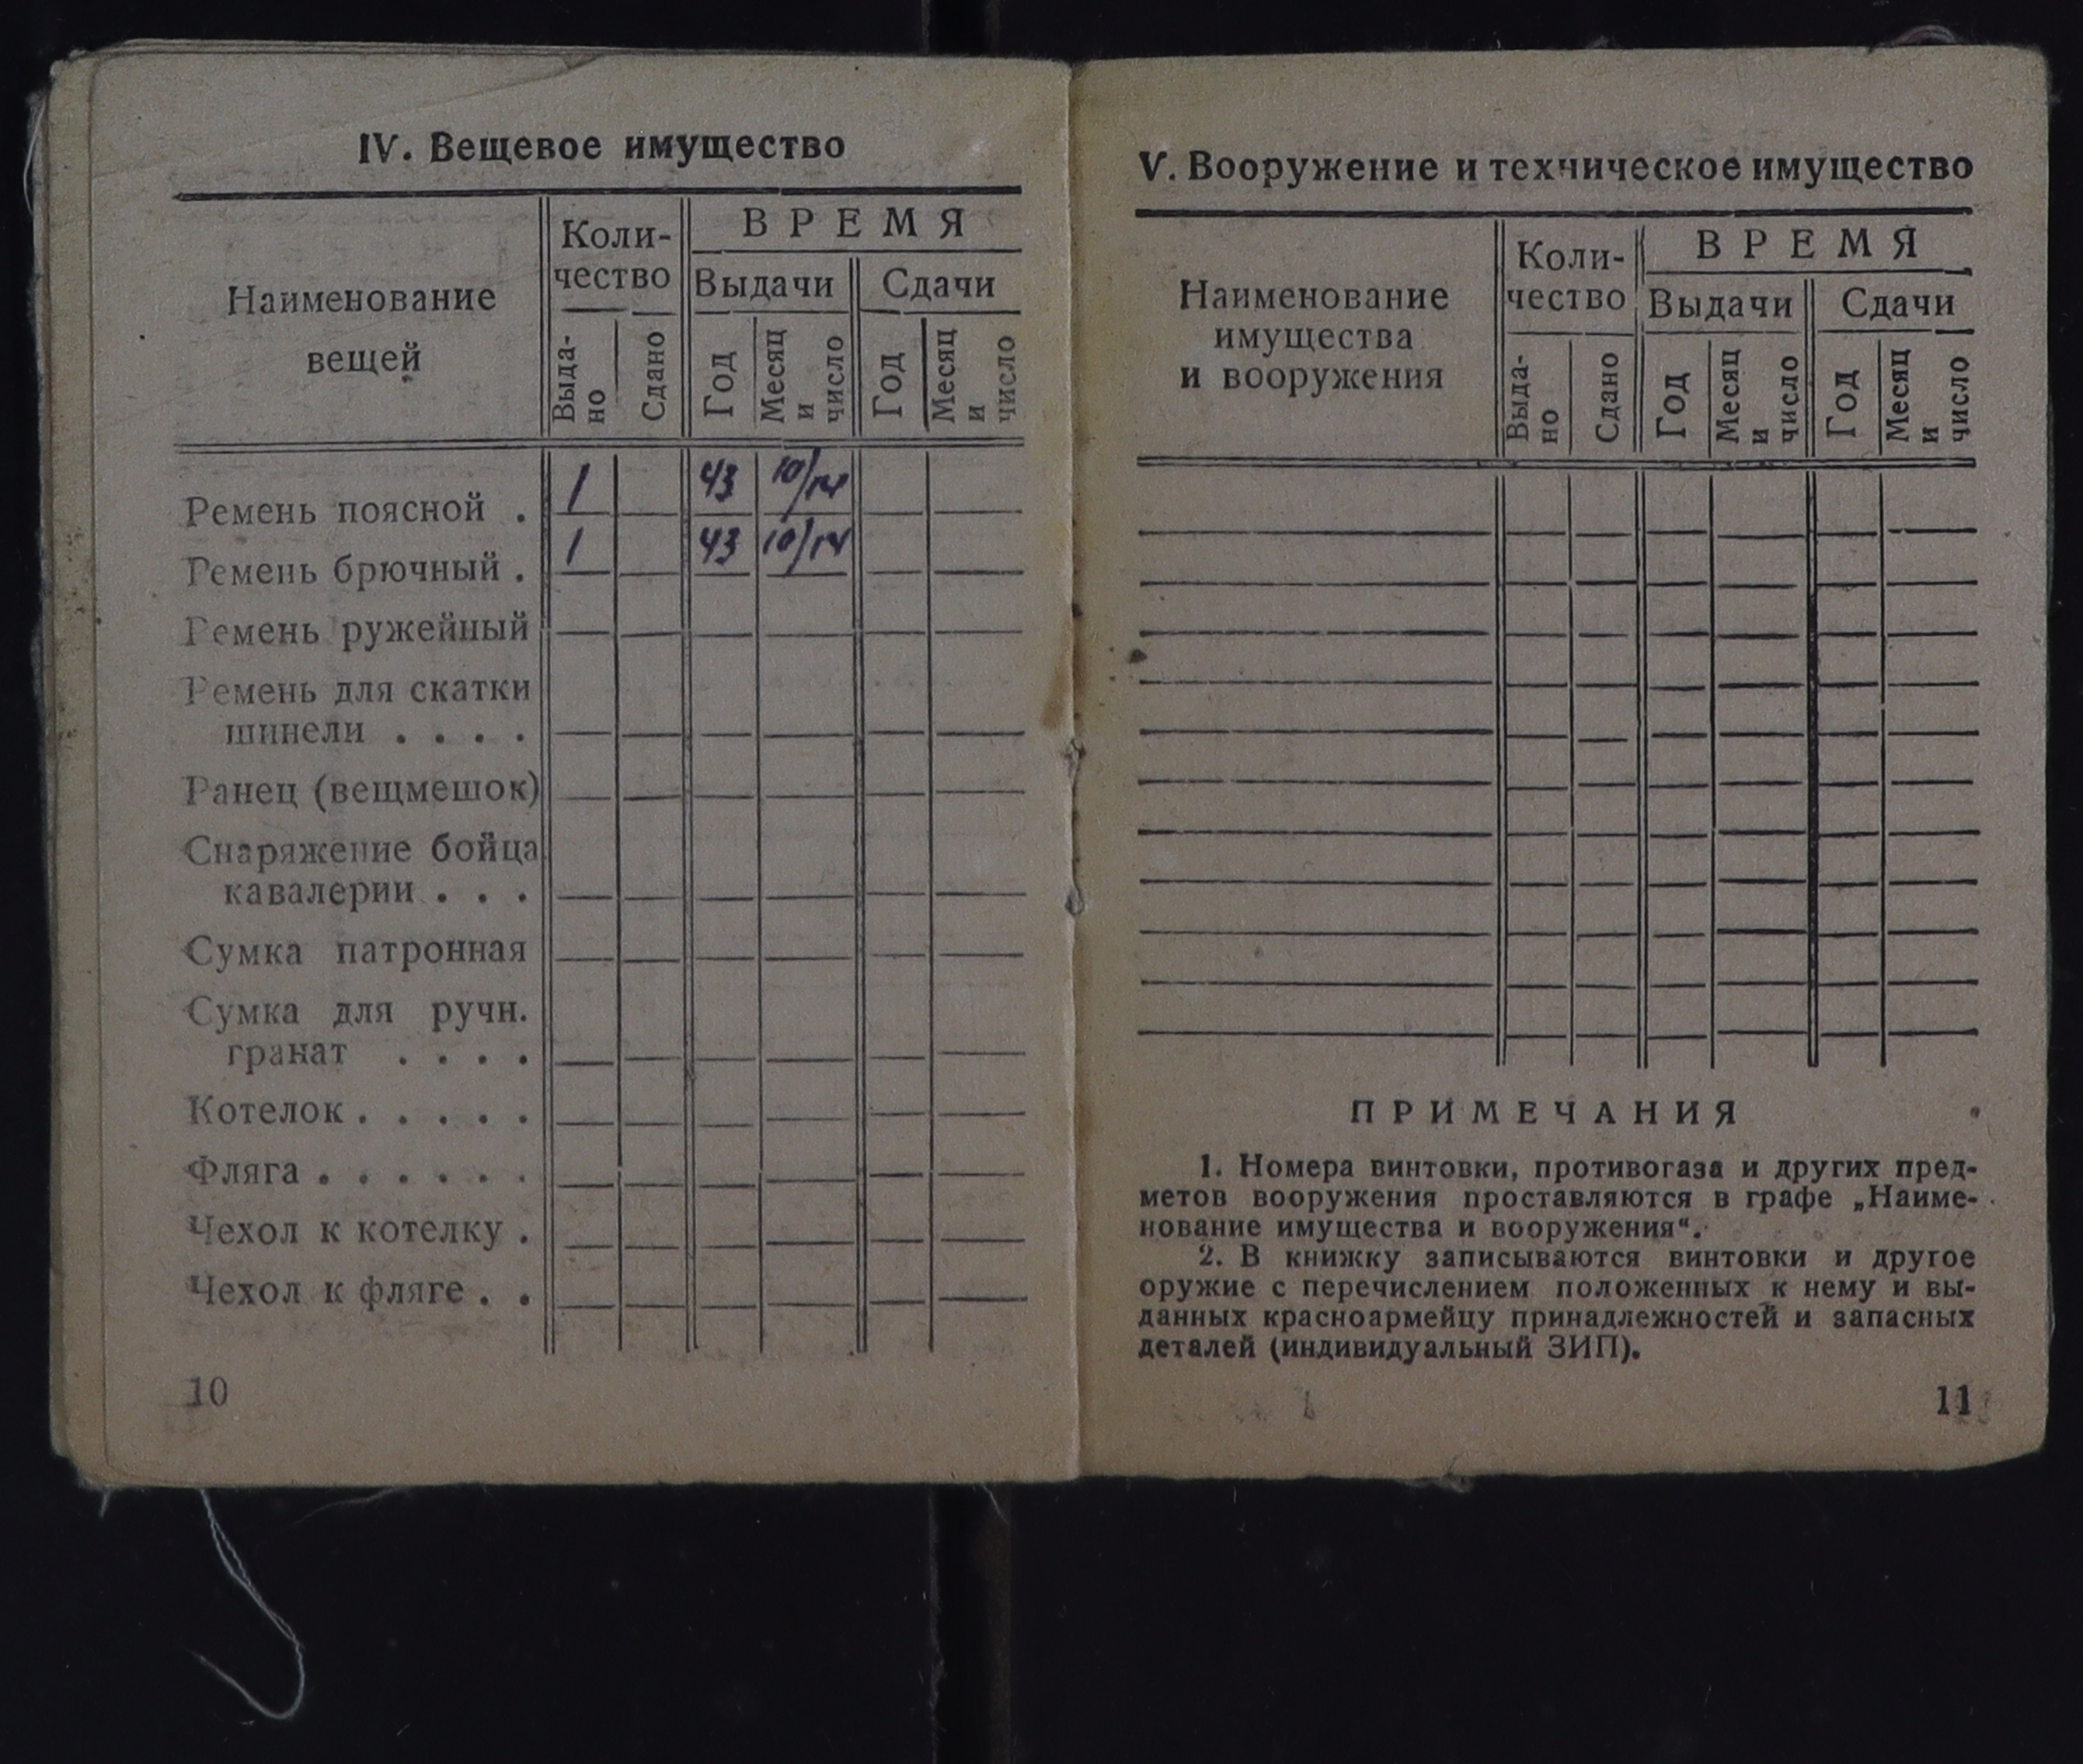 IV. Вещевое имущество
Наименование
вещей
Коли-
чество
ВРЕМЯ
Выдачи
Сдачи
Выда-
но
Сдано
Год
Месяц
и
число
Год
Месяц
и
число
Ремень поясной . 1 43 10/14
Ремень брючный . 1 43 10/14
Ремень ружейный
Ремень для скатки
шинели . . . .
Ранец (вещмешок)
Снаряжение бойца
кавалерии . . .
Сумка патронная
Сумка для ручн.
гранат . . . .
Котелок . . . . .
Фляга . . . . . .
Чехол к котелку .
Чехол к фляге . .
10
V. Вооружение и техническое имущество
Наименование
имущества
и вооружения
Коли-
чество
ВРЕМЯ
Выдачи
Сдачи
Выда-
но
Сдано
Год
Месяц
и
число
Год
Месяц
и
число
ПРИМЕЧАНИЯ
1. Номера винтовки, противогаза и других пред-
метов вооружения проставляются в графе „Наиме-
нование имущества и вооружения“.
2. В книжку записываются винтовки и другое
оружие с перечислением положенных к нему и вы-
данных красноармейцу принадлежностей и запасных
деталей (индивидуальный ЗИП).
11